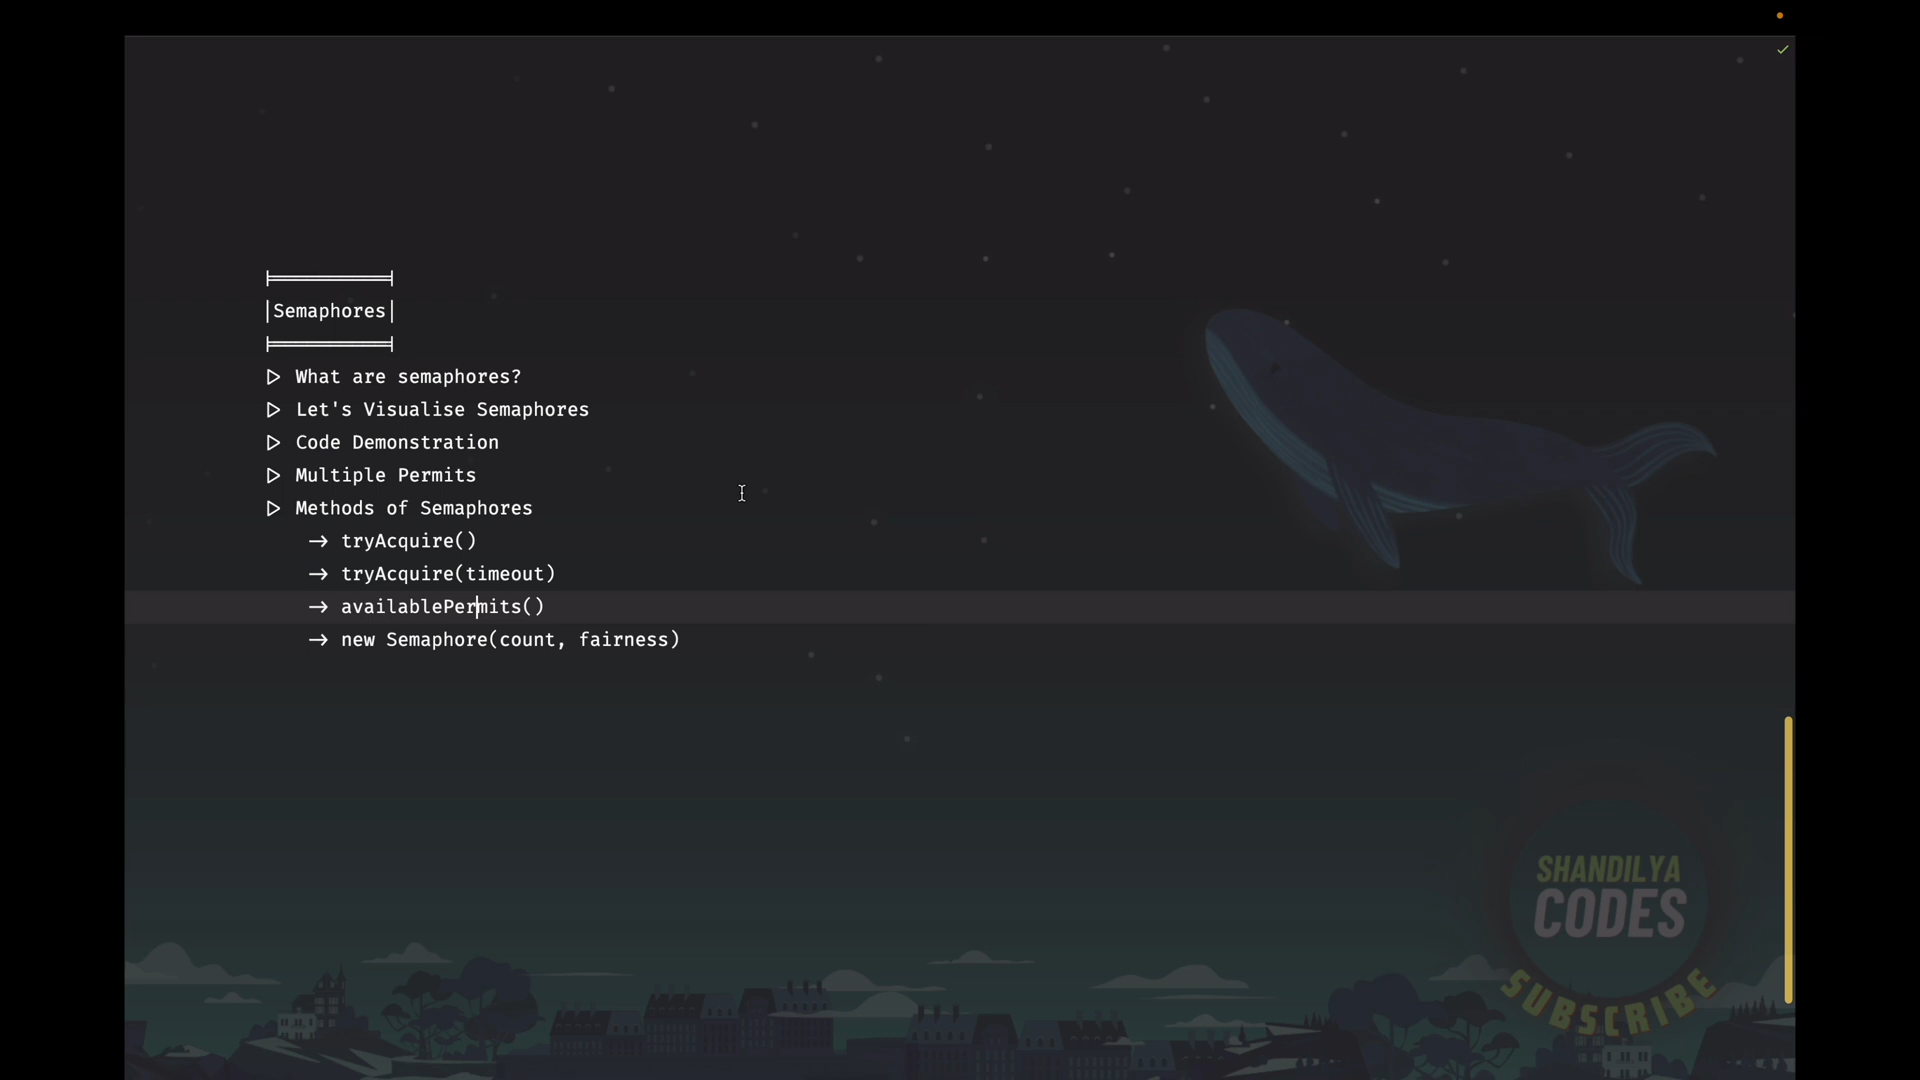 Semaphores
▷ What are semaphores?
▷ Let's Visualise Semaphores
▷ Code Demonstration
▷ Multiple Permits
▷ Methods of Semaphores
→ tryAcquire()
→ tryAcquire(timeout)
→ availablePermits()
→ new Semaphore(count, fairness)
SHANDILYA
CODES
SUBSCRIBE